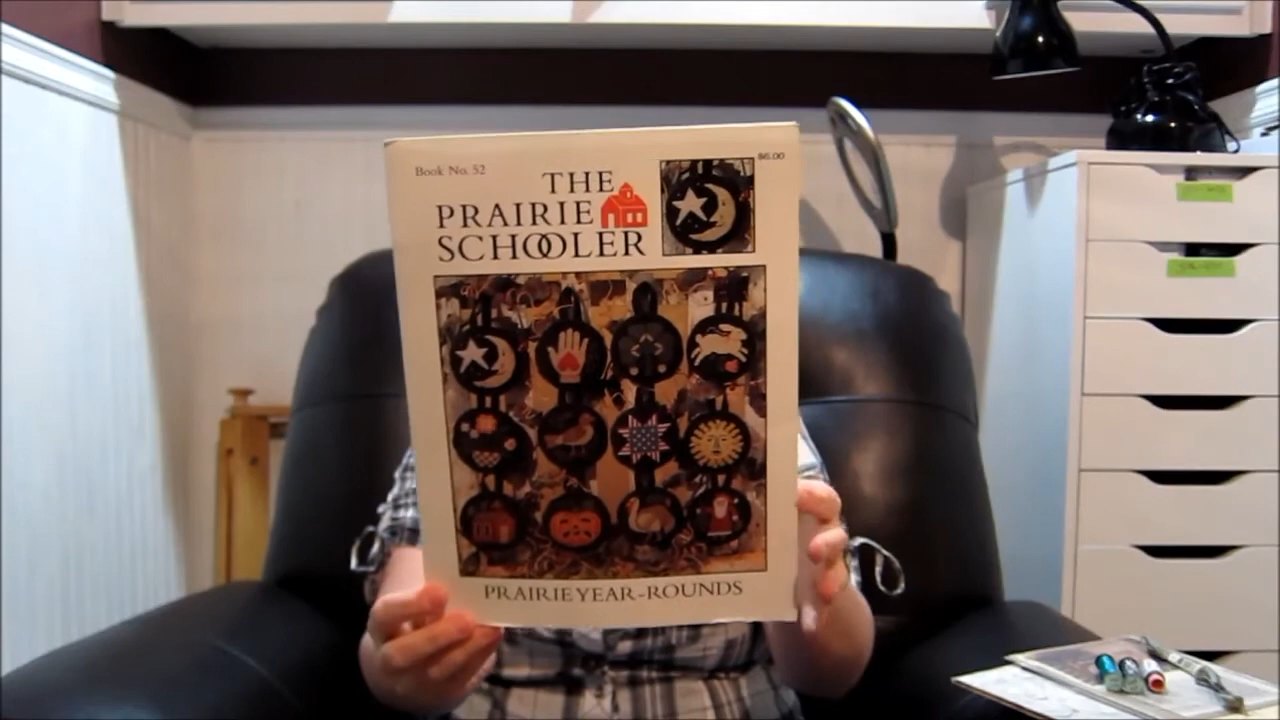 Book No. 52
$6.00
THE
PRAIRIE
SCHOOLER
PRAIRIE YEAR-ROUNDS